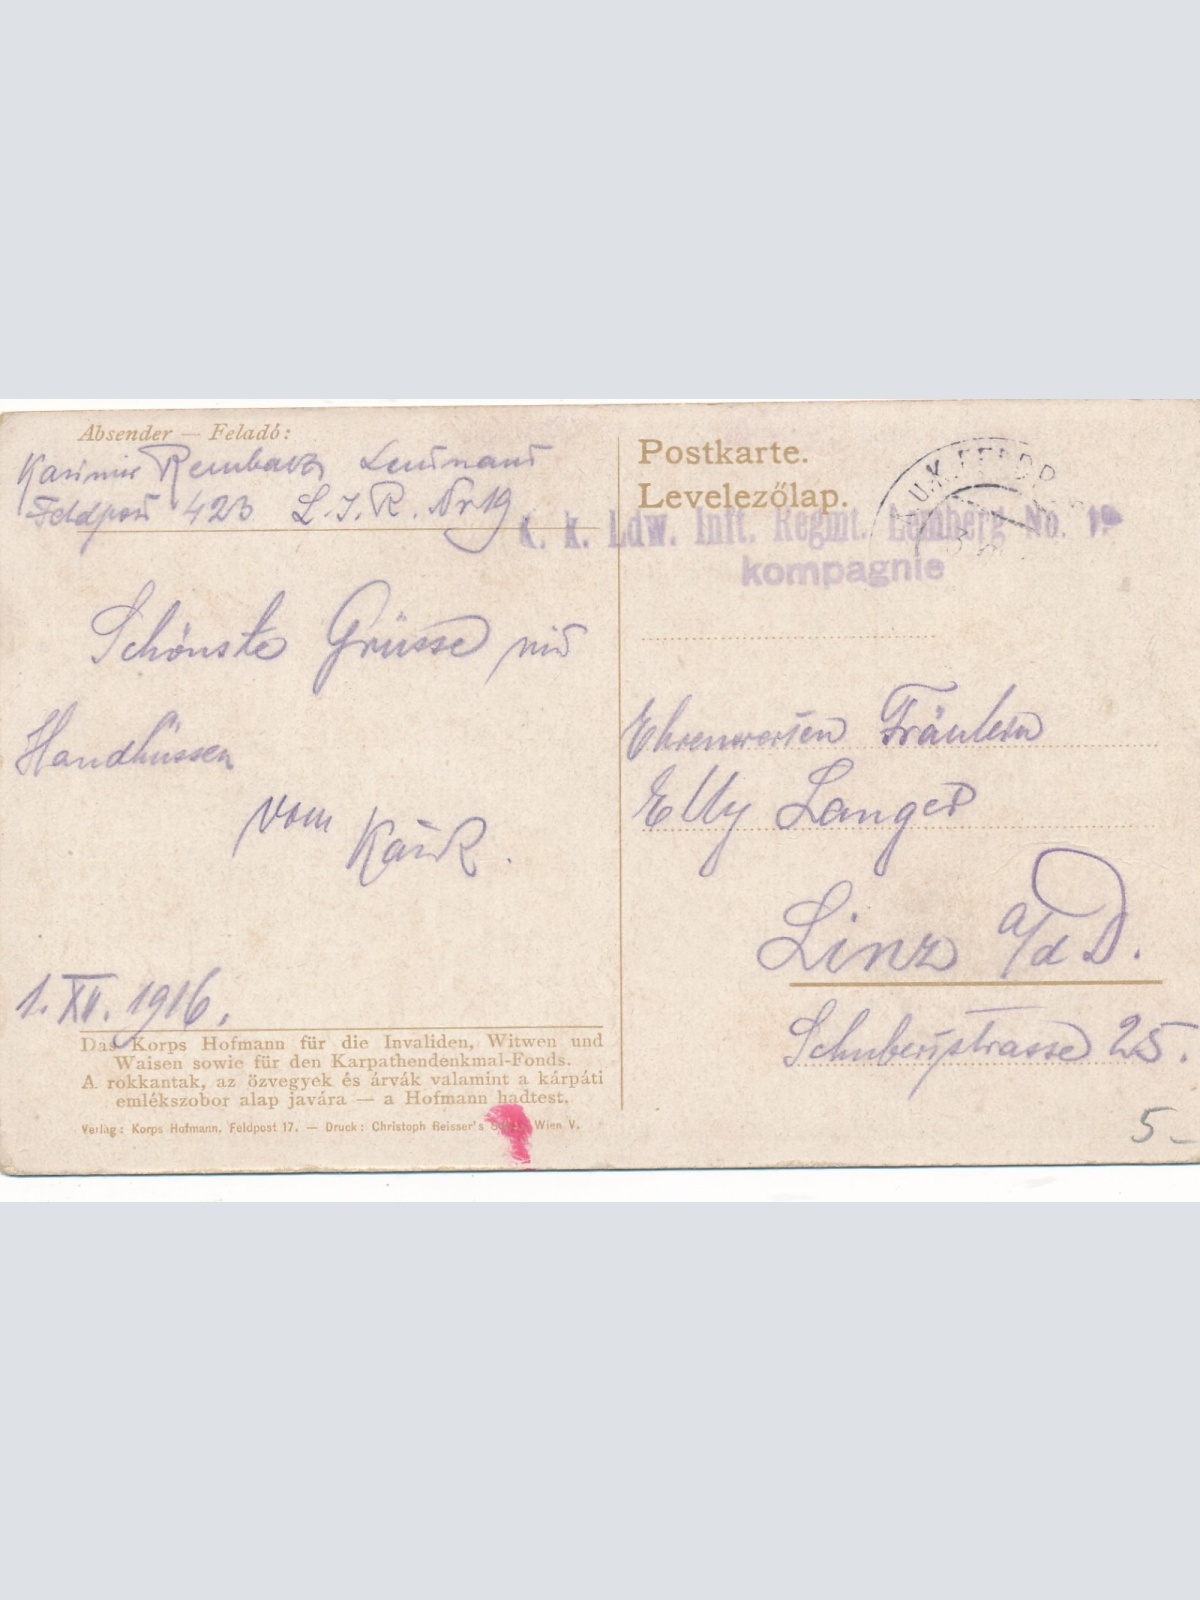 Absender — Feladó:
Kasimir Rembacz Leutnant
Feldpost 423 L.I.R. Nr 19
Schönste Grüsse mit
Handküssen
vom
1. XII. 1916.
Das Korps Hofmann für die Invaliden, Witwen und
Waisen sowie für den Karpathendenkmal-Fonds.
A rokkantak, az özvegyek és árvák valamint a kárpáti
emlékszobor alap javára — a Hofmann hadtest.
Verlag: Korps Hofmann, Feldpost 17. — Druck: Christoph Reisser's Wien V.
Postkarte.
Levelezőlap.
K.U.K. FELDP
k. k. Ldw. Inft. Regmt. Lemberg No. 19
kompagnie
Ehrenwerten Fräulein
Elly Langer
Linz a/d D.
Schubertstrasse 25.
5–